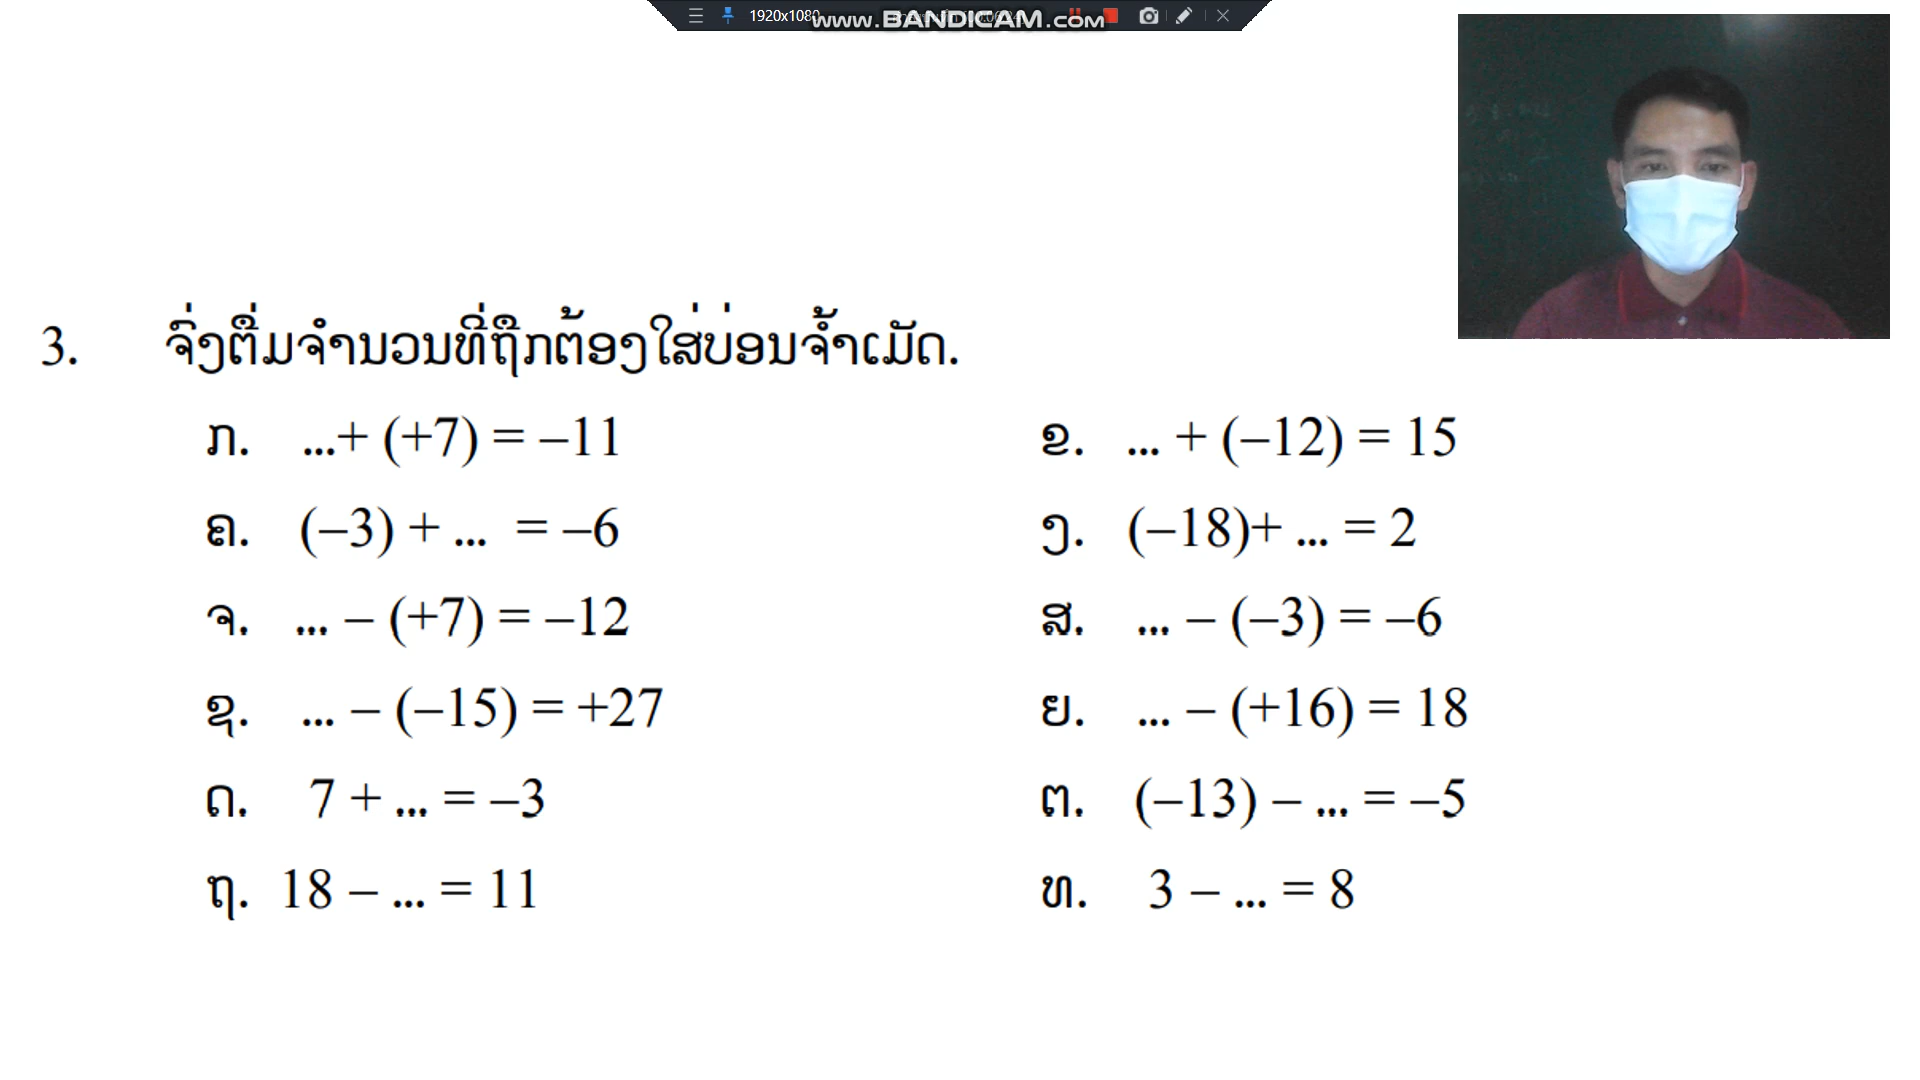 1920x1080
www.BANDICAM.com
3. ຈົ່ງຕື່ມຈຳນວນທີ່ຖືກຕ້ອງໃສ່ບ່ອນຈ້ຳເມັດ.
ກ. ...+ (+7) = –11 ຂ. ... + (–12) = 15
ຄ. (–3) + ... = –6 ງ. (–18)+ ... = 2
ຈ. ... – (+7) = –12 ສ. ... – (–3) = –6
ຊ. ... – (–15) = +27 ຍ. ... – (+16) = 18
ດ. 7 + ... = –3 ຕ. (–13) – ... = –5
ຖ. 18 – ... = 11 ທ. 3 – ... = 8